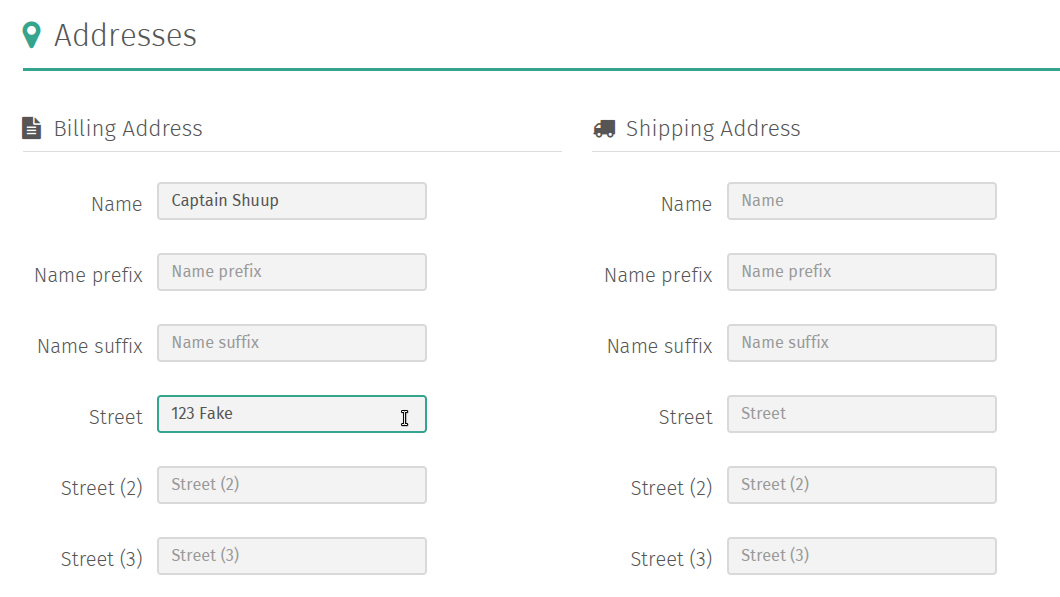 Addresses
Billing Address
Name
Captain Shuup
Name prefix
Name prefix
Name suffix
Name suffix
Street
123 Fake
Street (2)
Street (2)
Street (3)
Street (3)
Shipping Address
Name
Name
Name prefix
Name prefix
Name suffix
Name suffix
Street
Street
Street (2)
Street (2)
Street (3)
Street (3)